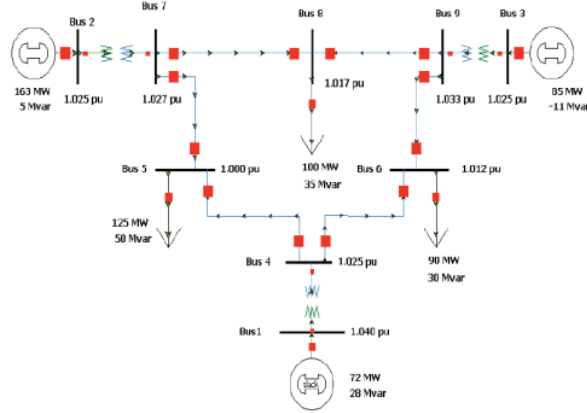 Bus 2
Bus 7
Bus 8
Bus 9
Bus 3
163 MW
5 Mvar
1.025 pu
1.027 pu
1.017 pu
1.033 pu
1.025 pu
85 MW
-11 Mvar
Bus 5
1.000 pu
100 MW
35 Mvar
Bus 6
1.012 pu
125 MW
50 Mvar
Bus 4
1.025 pu
90 MW
30 Mvar
Bus1
1.040 pu
slack
72 MW
28 Mvar